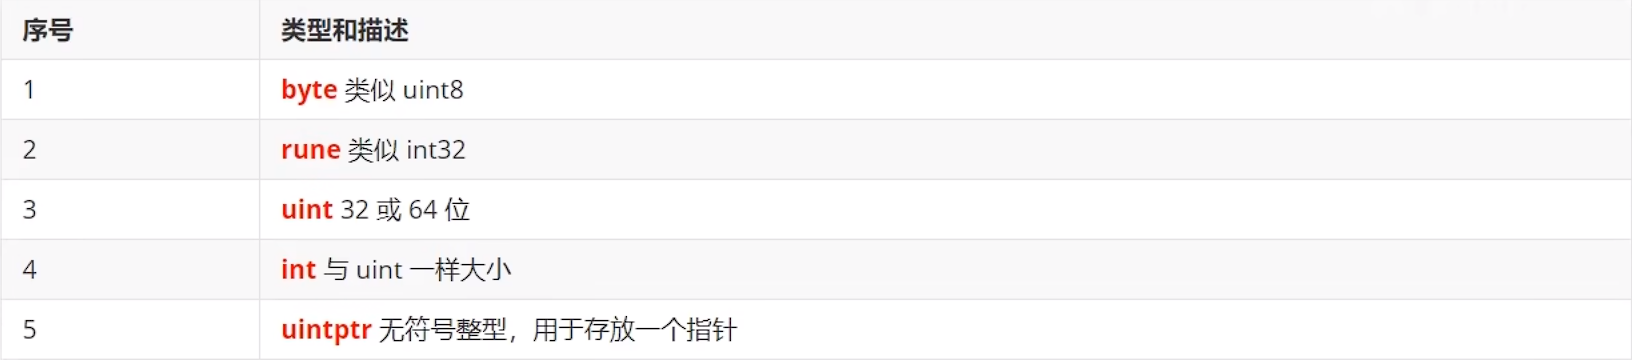 序号 类型和描述
1 byte 类似 uint8
2 rune 类似 int32
3 uint 32 或 64 位
4 int 与 uint 一样大小
5 uintptr 无符号整型，用于存放一个指针